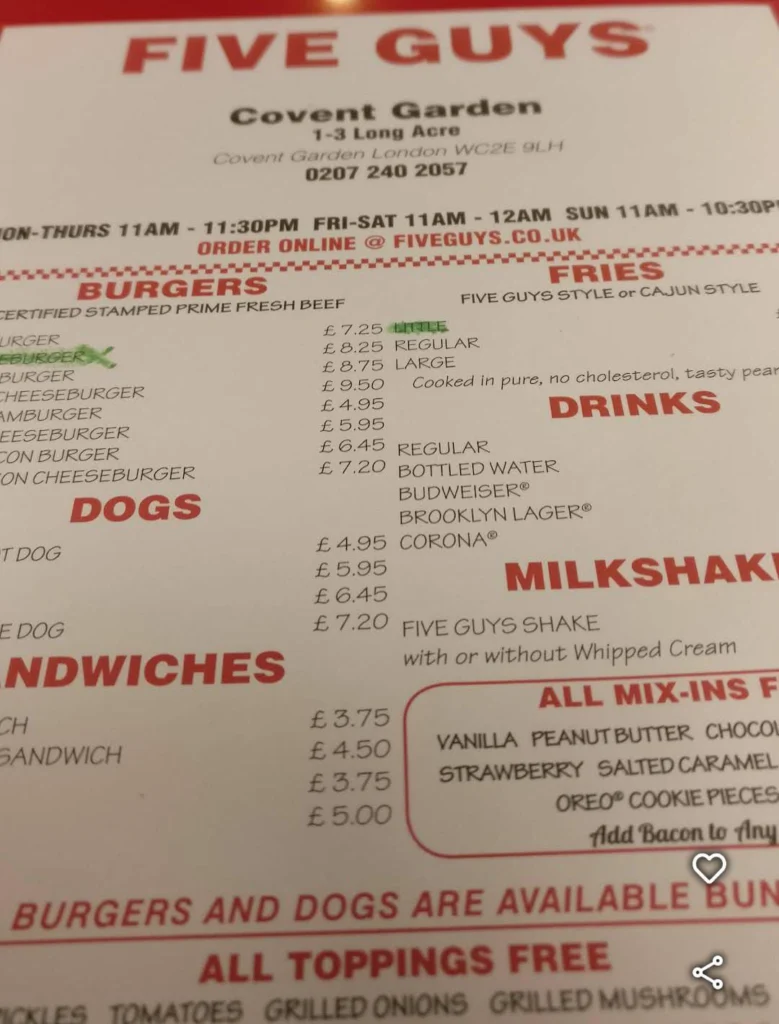 FIVE GUYS
Covent Garden
1-3 Long Acre
Covent Garden London WC2E 9LH
0207 240 2057
ON-THURS 11AM - 11:30PM FRI-SAT 11AM - 12AM SUN 11AM - 10:30P
ORDER ONLINE @ FIVEGUYS.CO.UK
BURGERS
CERTIFIED STAMPED PRIME FRESH BEEF
URGER £ 7.25
EBURGER £ 8.25
BURGER £ 8.75
CHEESEBURGER £ 9.50
AMBURGER £ 4.95
EESEBURGER £ 5.95
CON BURGER £ 6.45
ON CHEESEBURGER £ 7.20
DOGS
T DOG £ 4.95
£ 5.95
£ 6.45
E DOG £ 7.20
NDWICHES
CH £ 3.75
SANDWICH £ 4.50
£ 3.75
£ 5.00
FRIES
FIVE GUYS STYLE or CAJUN STYLE
LITTLE
REGULAR
LARGE
Cooked in pure, no cholesterol, tasty pean
DRINKS
REGULAR
BOTTLED WATER
BUDWEISER®
BROOKLYN LAGER®
CORONA®
MILKSHAK
FIVE GUYS SHAKE
with or without Whipped Cream
ALL MIX-INS F
VANILLA PEANUT BUTTER CHOCOL
STRAWBERRY SALTED CARAMEL
OREO® COOKIE PIECES
Add Bacon to Any
BURGERS AND DOGS ARE AVAILABLE BUN
ALL TOPPINGS FREE
PICKLES TOMATOES GRILLED ONIONS GRILLED MUSHROOMS